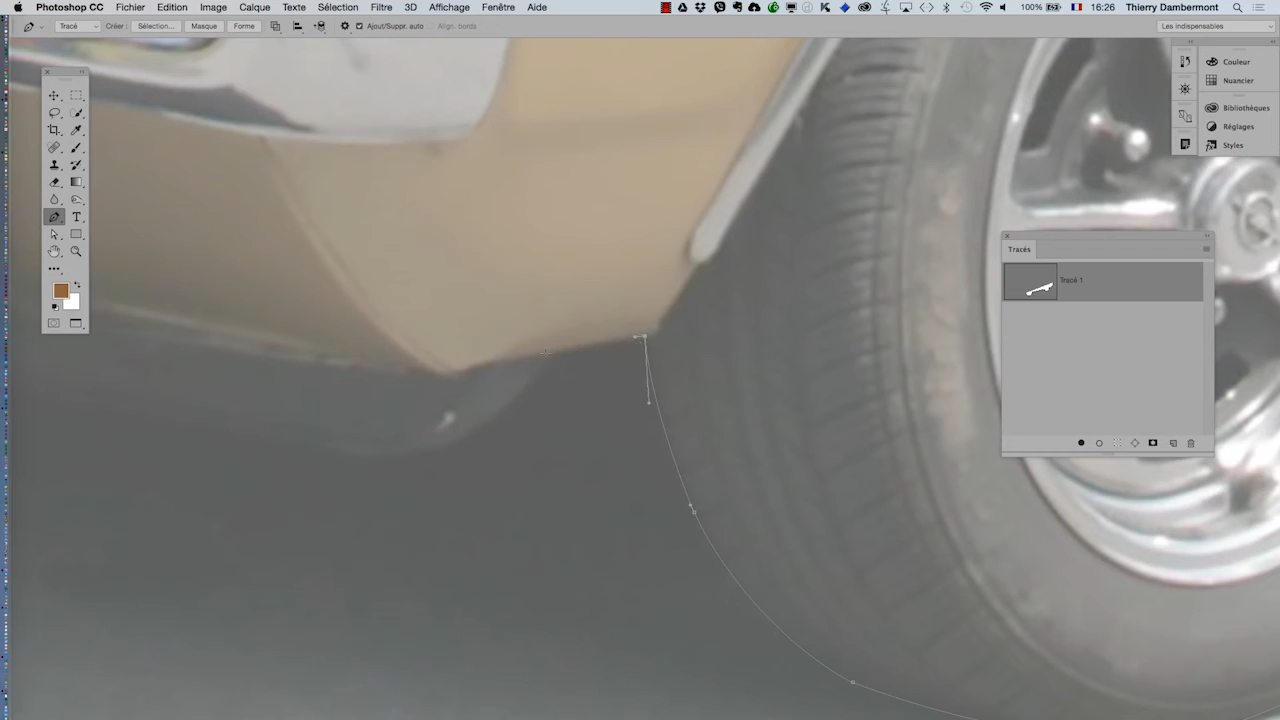 Photoshop CC Fichier Edition Image Calque Texte Sélection Filtre 3D Affichage Fenêtre Aide 100% 16:26 Thierry Dambermont
Tracé Créer : Sélection... Masque Forme Ajout/Suppr. auto Align. bords Les indispensables
Couleur
Nuancier
Bibliothèques
Réglages
Styles
Tracés
Tracé 1